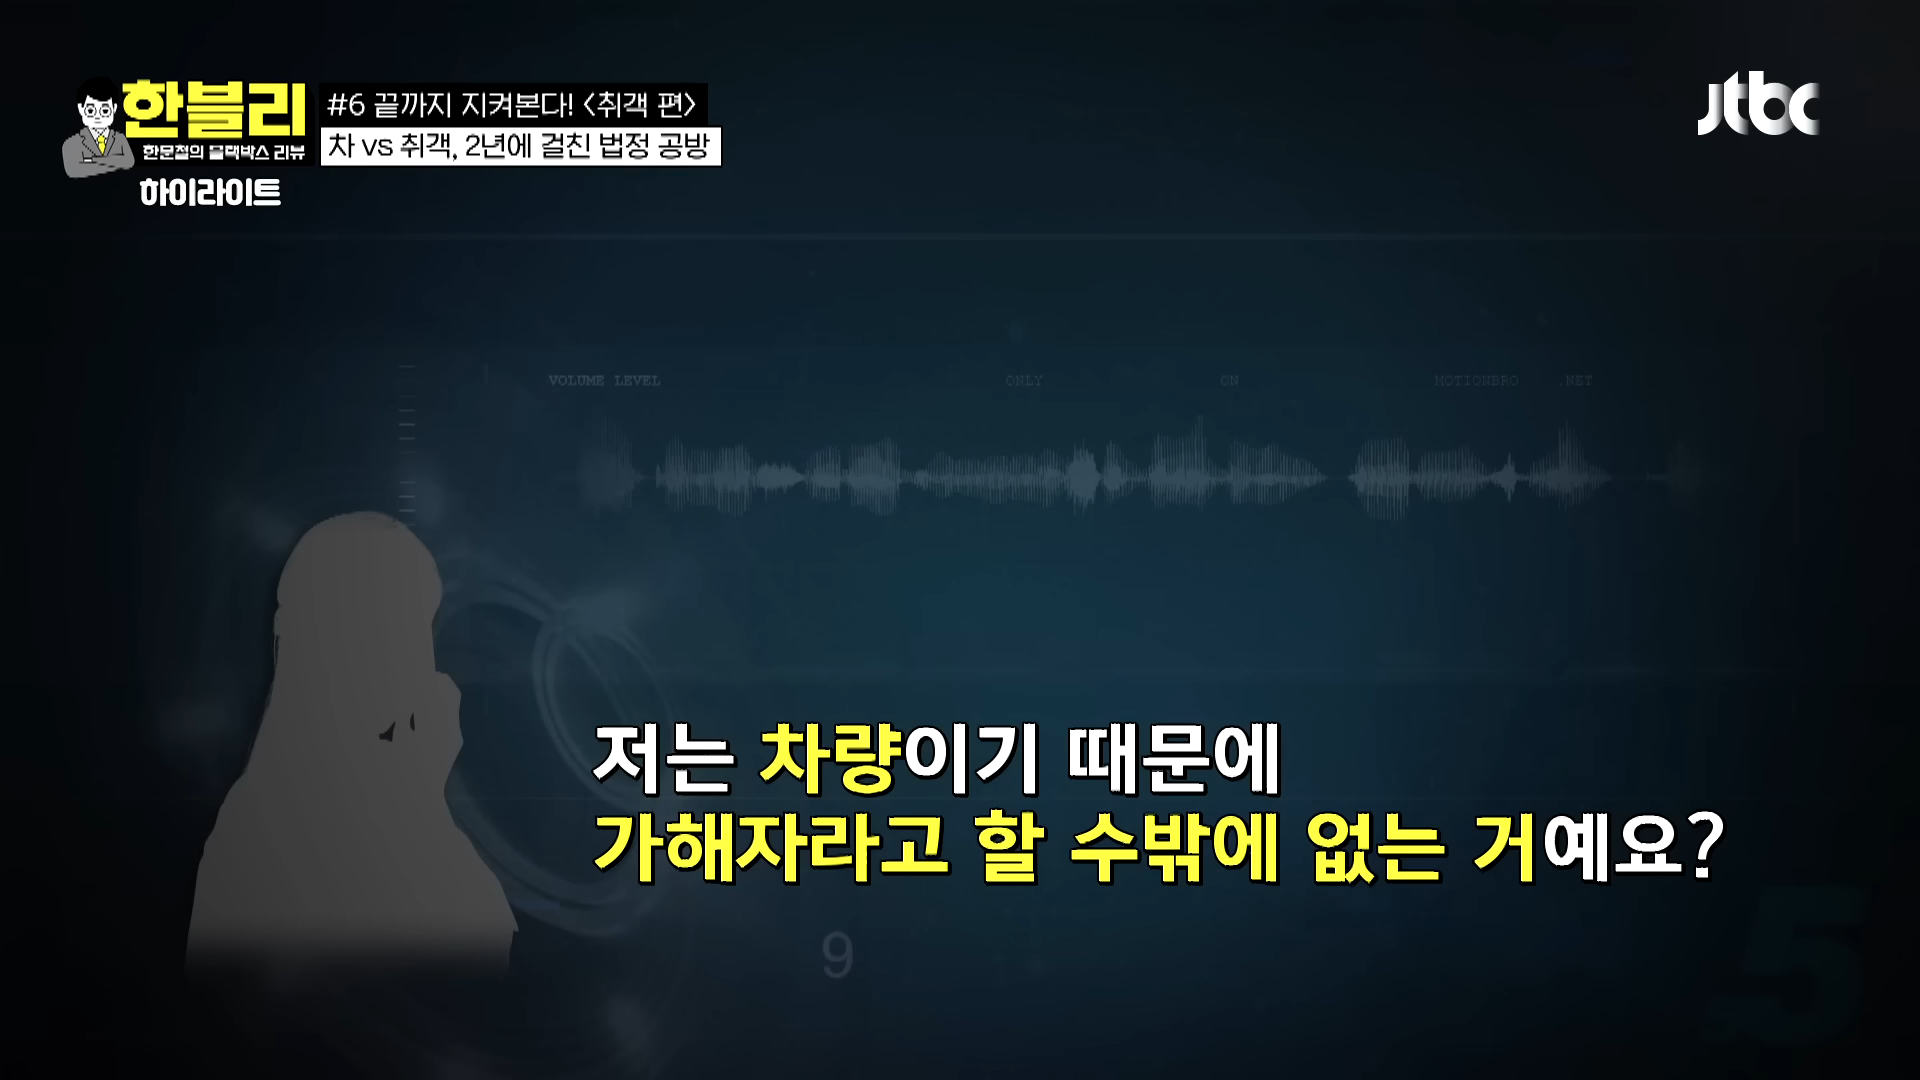 한블리
한문철의 블랙박스 리뷰
하이라이트
#6 끝까지 지켜본다! <취객 편>
차 vs 취객, 2년에 걸친 법정 공방
jtbc
VOLUME LEVEL ONLY ON MOTIONBRO .NET
저는 차량이기 때문에
가해자라고 할 수밖에 없는 거예요?
9
5